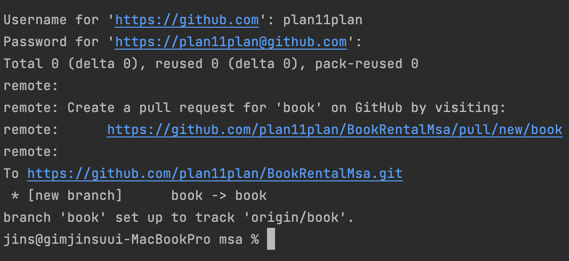 Username for 'https://github.com': plan11plan
Password for 'https://plan11plan@github.com':
Total 0 (delta 0), reused 0 (delta 0), pack-reused 0
remote:
remote: Create a pull request for 'book' on GitHub by visiting:
remote:      https://github.com/plan11plan/BookRentalMsa/pull/new/book
remote:
To https://github.com/plan11plan/BookRentalMsa.git
 * [new branch]      book -> book
branch 'book' set up to track 'origin/book'.
jins@gimjinsuui-MacBookPro msa %